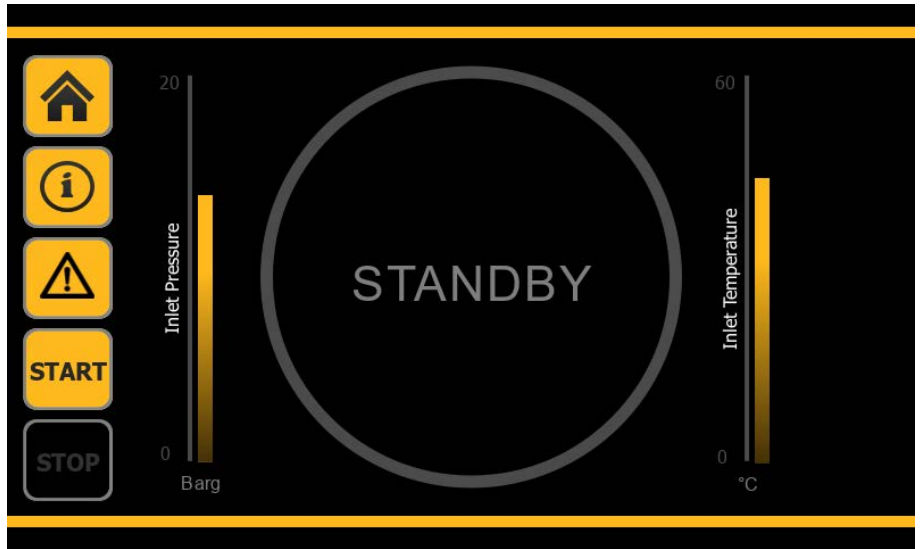 START
STOP
20
Inlet Pressure
0
Barg
STANDBY
60
Inlet Temperature
0
°C